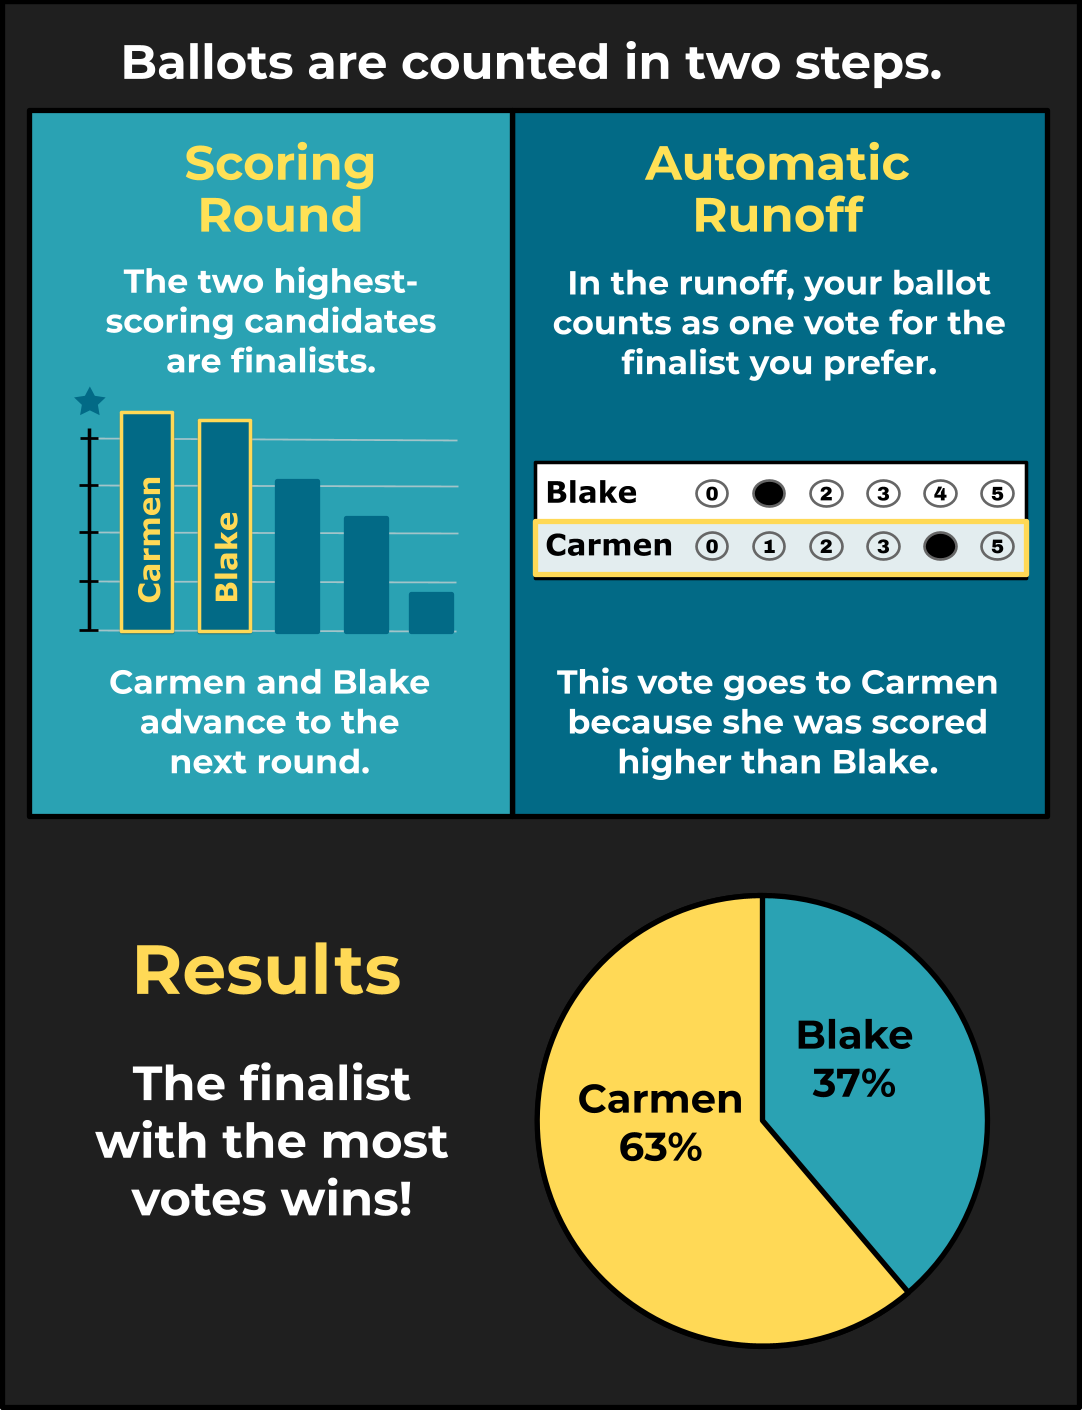 Ballots are counted in two steps.
Scoring
Round
The two highest-
scoring candidates
are finalists.
Carmen
Blake
Carmen and Blake
advance to the
next round.
Automatic
Runoff
In the runoff, your ballot
counts as one vote for the
finalist you prefer.
Blake 0 2 3 4 5
Carmen 0 1 2 3 5
This vote goes to Carmen
because she was scored
higher than Blake.
Results
The finalist
with the most
votes wins!
Blake
37%
Carmen
63%